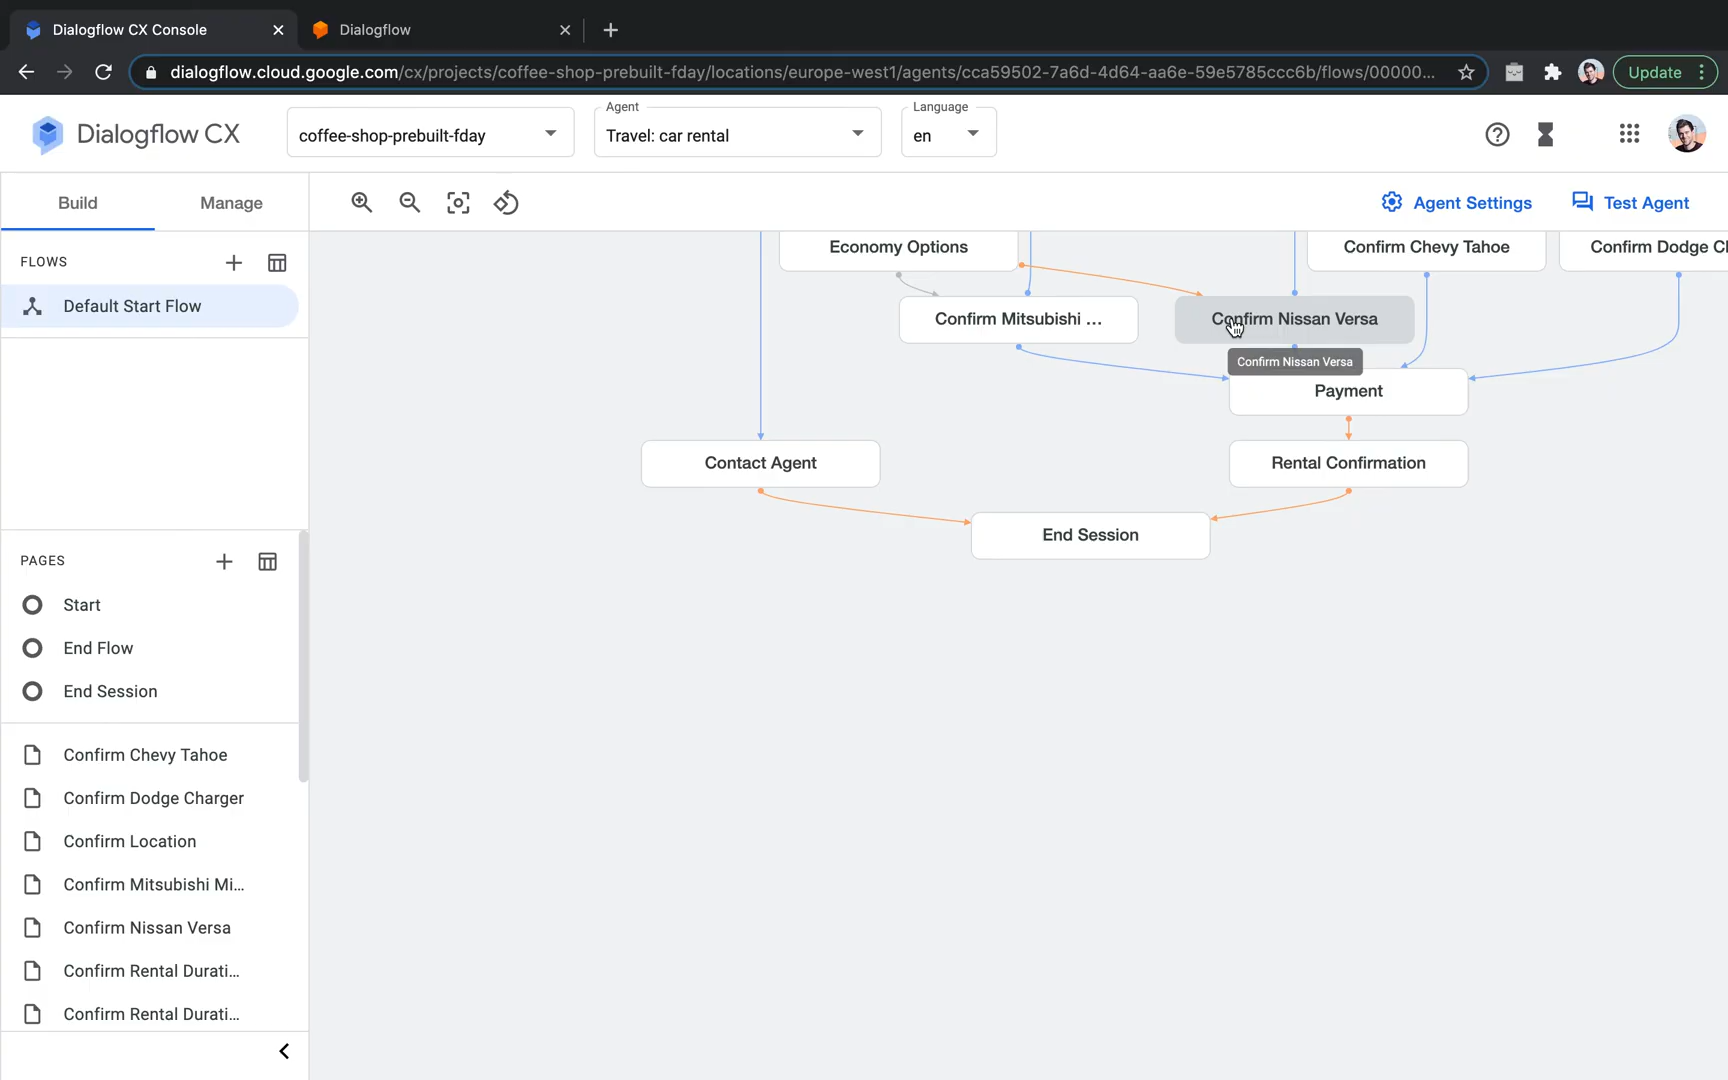 Dialogflow CX Console
Dialogflow
dialogflow.cloud.google.com/cx/projects/coffee-shop-prebuilt-fday/locations/europe-west1/agents/cca59502-7a6d-4d64-aa6e-59e5785ccc6b/flows/00000...
Update
Dialogflow CX
coffee-shop-prebuilt-fday
Agent
Travel: car rental
Language
en
Build
Manage
Agent Settings
Test Agent
FLOWS
Default Start Flow
Economy Options
Confirm Chevy Tahoe
Confirm Dodge Cl
Confirm Mitsubishi ...
Confirm Nissan Versa
Confirm Nissan Versa
Payment
Contact Agent
Rental Confirmation
End Session
PAGES
Start
End Flow
End Session
Confirm Chevy Tahoe
Confirm Dodge Charger
Confirm Location
Confirm Mitsubishi Mi...
Confirm Nissan Versa
Confirm Rental Durati...
Confirm Rental Durati...